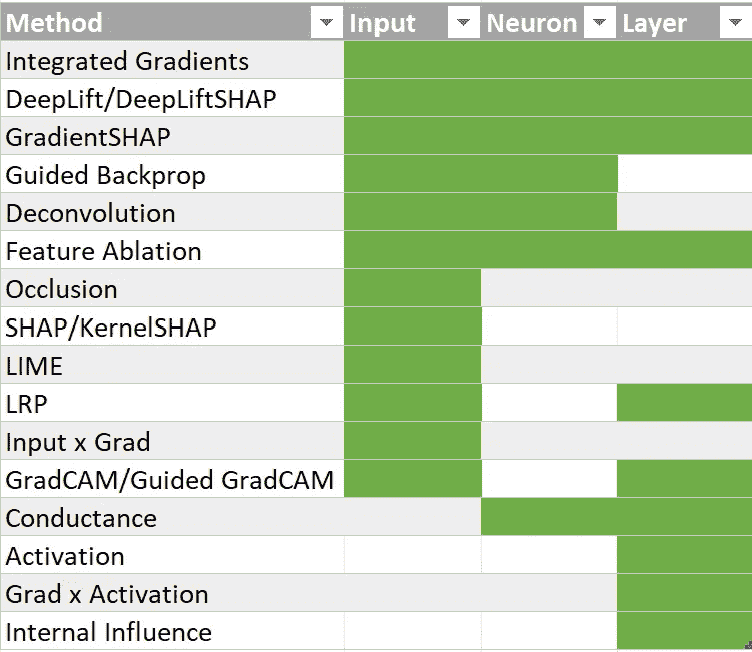 Method Input Neuron Layer
Integrated Gradients
DeepLift/DeepLiftSHAP
GradientSHAP
Guided Backprop
Deconvolution
Feature Ablation
Occlusion
SHAP/KernelSHAP
LIME
LRP
Input x Grad
GradCAM/Guided GradCAM
Conductance
Activation
Grad x Activation
Internal Influence